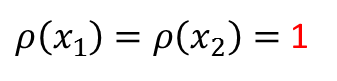 ρ(x₁) = ρ(x₂) = 1